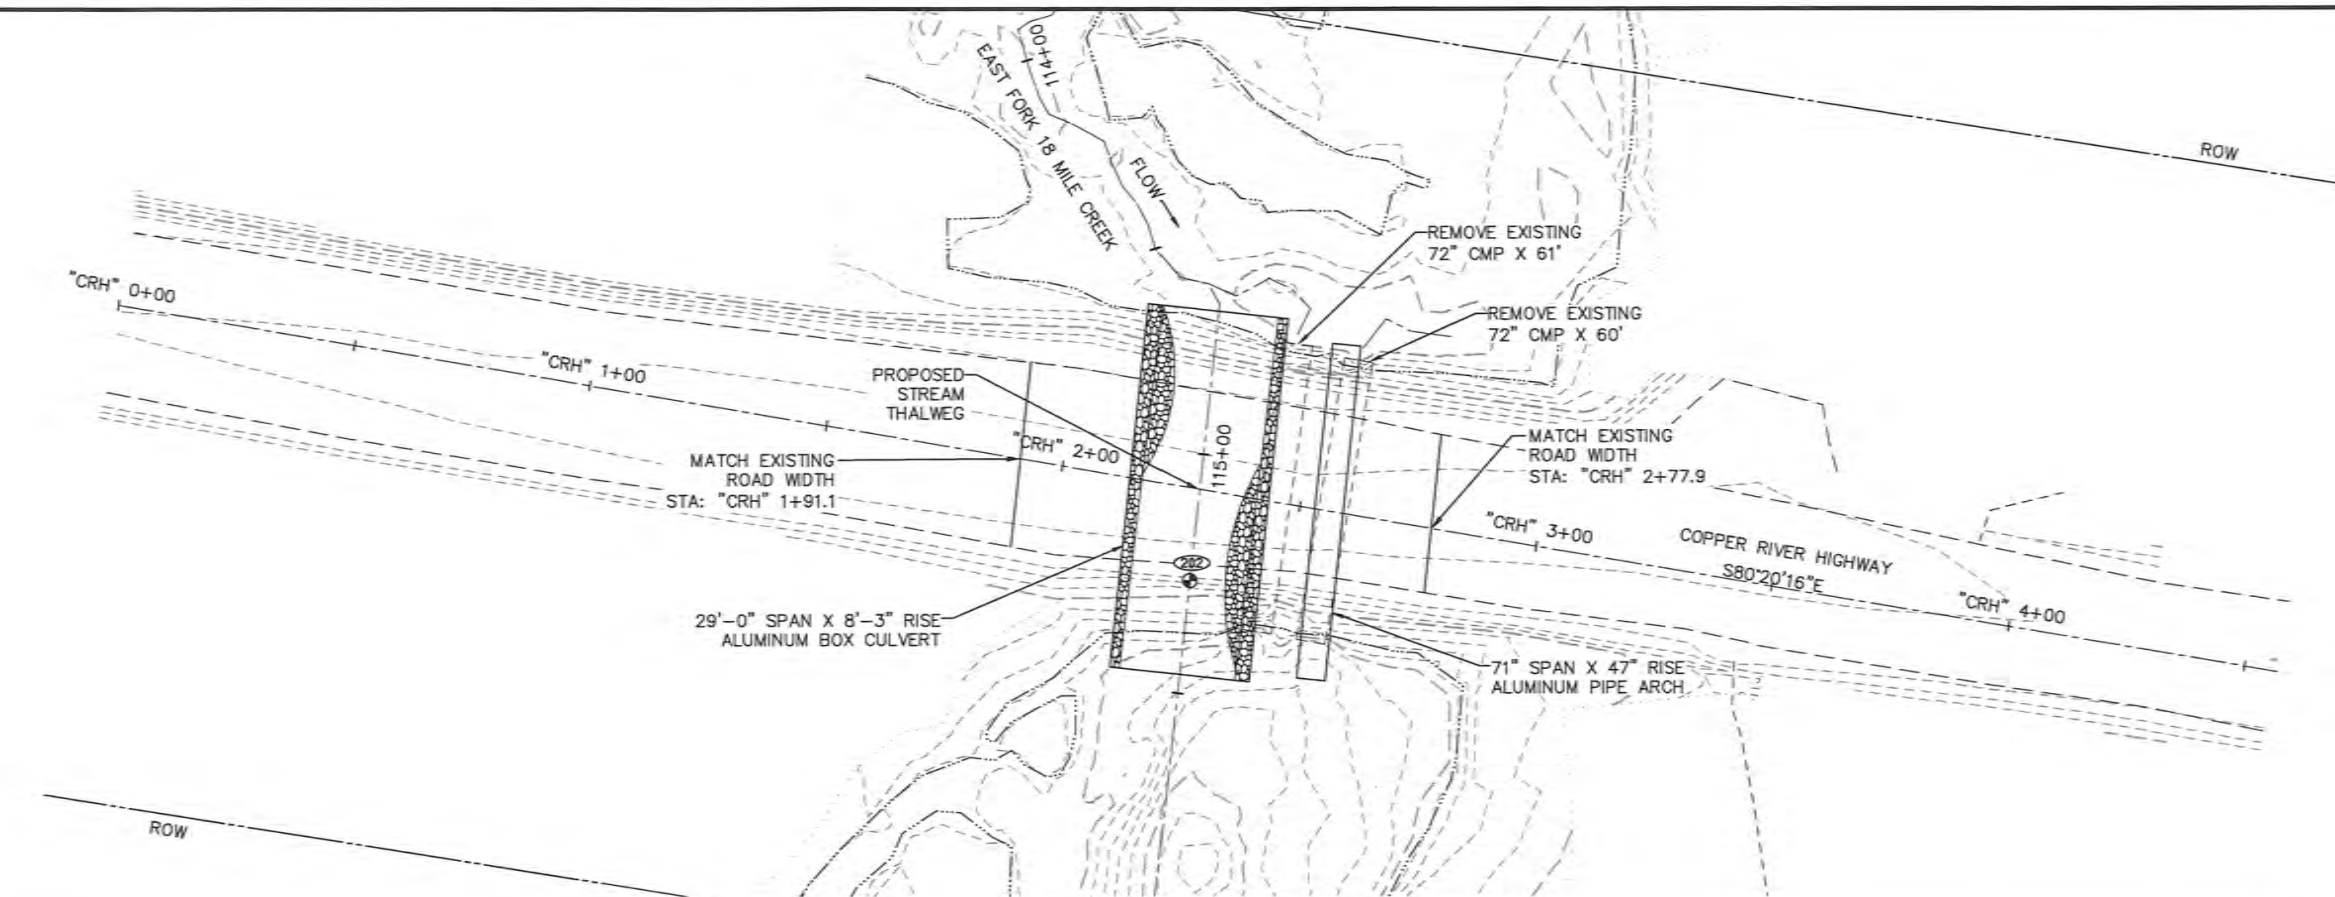 114+00
EAST FORK 18 MILE CREEK
FLOW
ROW
REMOVE EXISTING
72" CMP X 61'
REMOVE EXISTING
72" CMP X 60'
"CRH" 0+00
"CRH" 1+00
PROPOSED
STREAM
THALWEG
"CRH" 2+00
115+00
MATCH EXISTING
ROAD WIDTH
STA: "CRH" 1+91.1
MATCH EXISTING
ROAD WIDTH
STA: "CRH" 2+77.9
"CRH" 3+00
COPPER RIVER HIGHWAY
S80°20'16"E
"CRH" 4+00
202
29'-0" SPAN X 8'-3" RISE
ALUMINUM BOX CULVERT
71" SPAN X 47" RISE
ALUMINUM PIPE ARCH
ROW